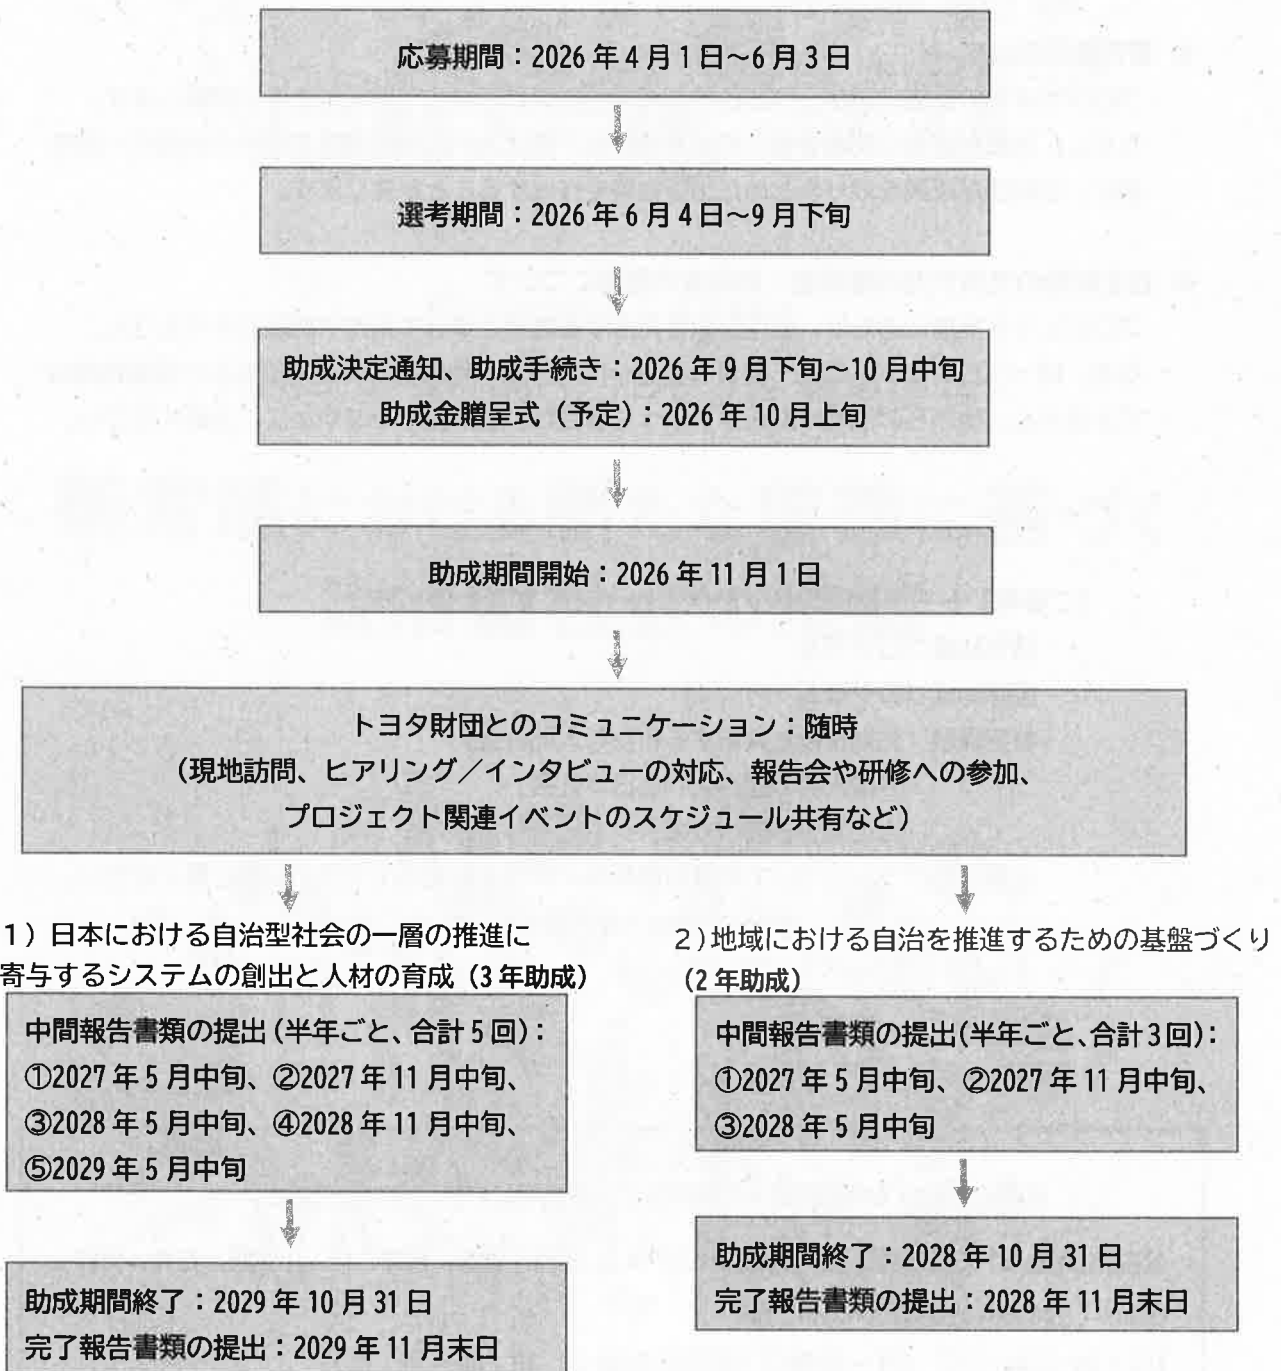 応募期間：2026年4月1日～6月3日
選考期間：2026年6月4日～9月下旬
助成決定通知、助成手続き：2026年9月下旬～10月中旬
助成金贈呈式（予定）：2026年10月上旬
助成期間開始：2026年11月1日
トヨタ財団とのコミュニケーション：随時
（現地訪問、ヒアリング／インタビューの対応、報告会や研修への参加、
プロジェクト関連イベントのスケジュール共有など）
1）日本における自治型社会の一層の推進に
寄与するシステムの創出と人材の育成（3年助成）
中間報告書類の提出（半年ごと、合計5回）：
①2027年5月中旬、②2027年11月中旬、
③2028年5月中旬、④2028年11月中旬、
⑤2029年5月中旬
助成期間終了：2029年10月31日
完了報告書類の提出：2029年11月末日
2）地域における自治を推進するための基盤づくり
（2年助成）
中間報告書類の提出（半年ごと、合計3回）：
①2027年5月中旬、②2027年11月中旬、
③2028年5月中旬
助成期間終了：2028年10月31日
完了報告書類の提出：2028年11月末日